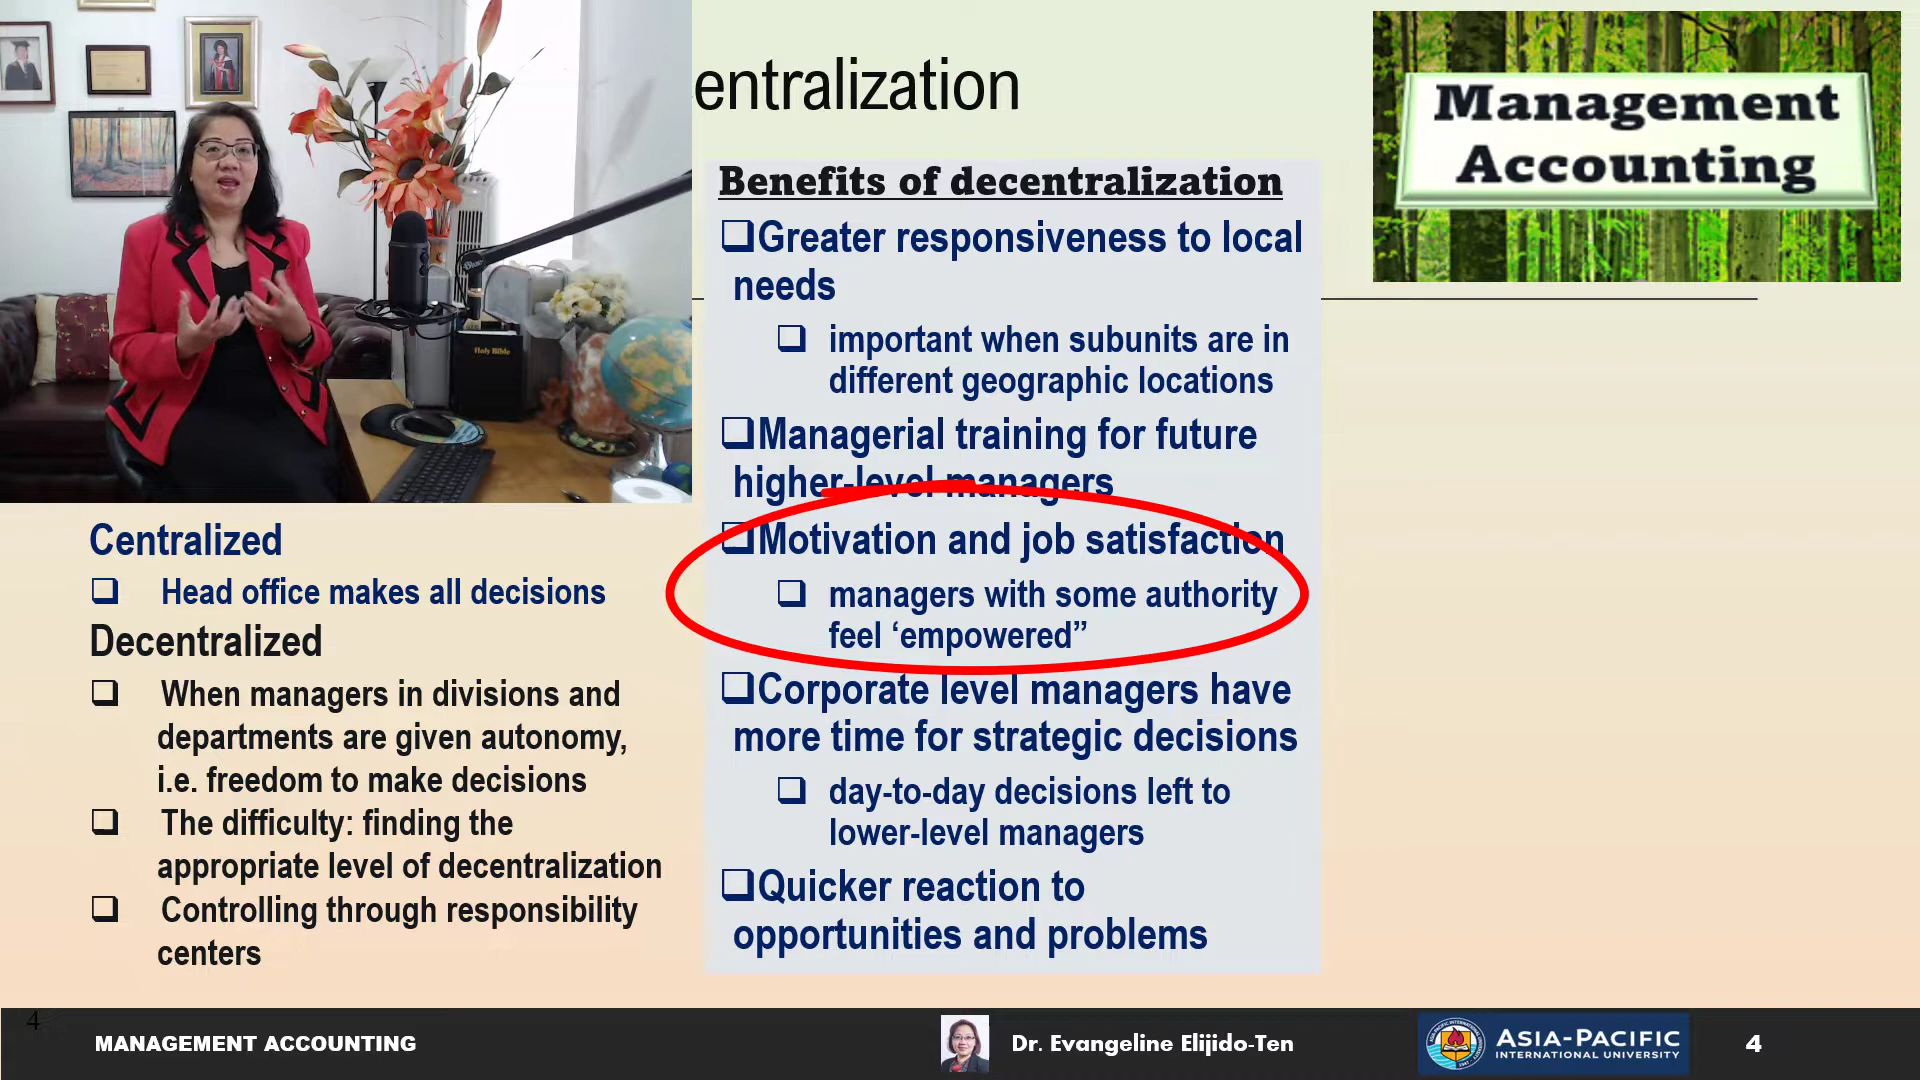 entralization
Management
Accounting
Holy Bible
Centralized
❑ Head office makes all decisions
Decentralized
❑ When managers in divisions and
departments are given autonomy,
i.e. freedom to make decisions
❑ The difficulty: finding the
appropriate level of decentralization
❑ Controlling through responsibility
centers
Benefits of decentralization
❑Greater responsiveness to local
needs
❑ important when subunits are in
different geographic locations
❑Managerial training for future
higher-level managers
❑Motivation and job satisfaction
❑ managers with some authority
feel ‘empowered”
❑Corporate level managers have
more time for strategic decisions
❑ day-to-day decisions left to
lower-level managers
❑Quicker reaction to
opportunities and problems
4
MANAGEMENT ACCOUNTING
Dr. Evangeline Elijido-Ten
ASIA-PACIFIC
INTERNATIONAL UNIVERSITY
4